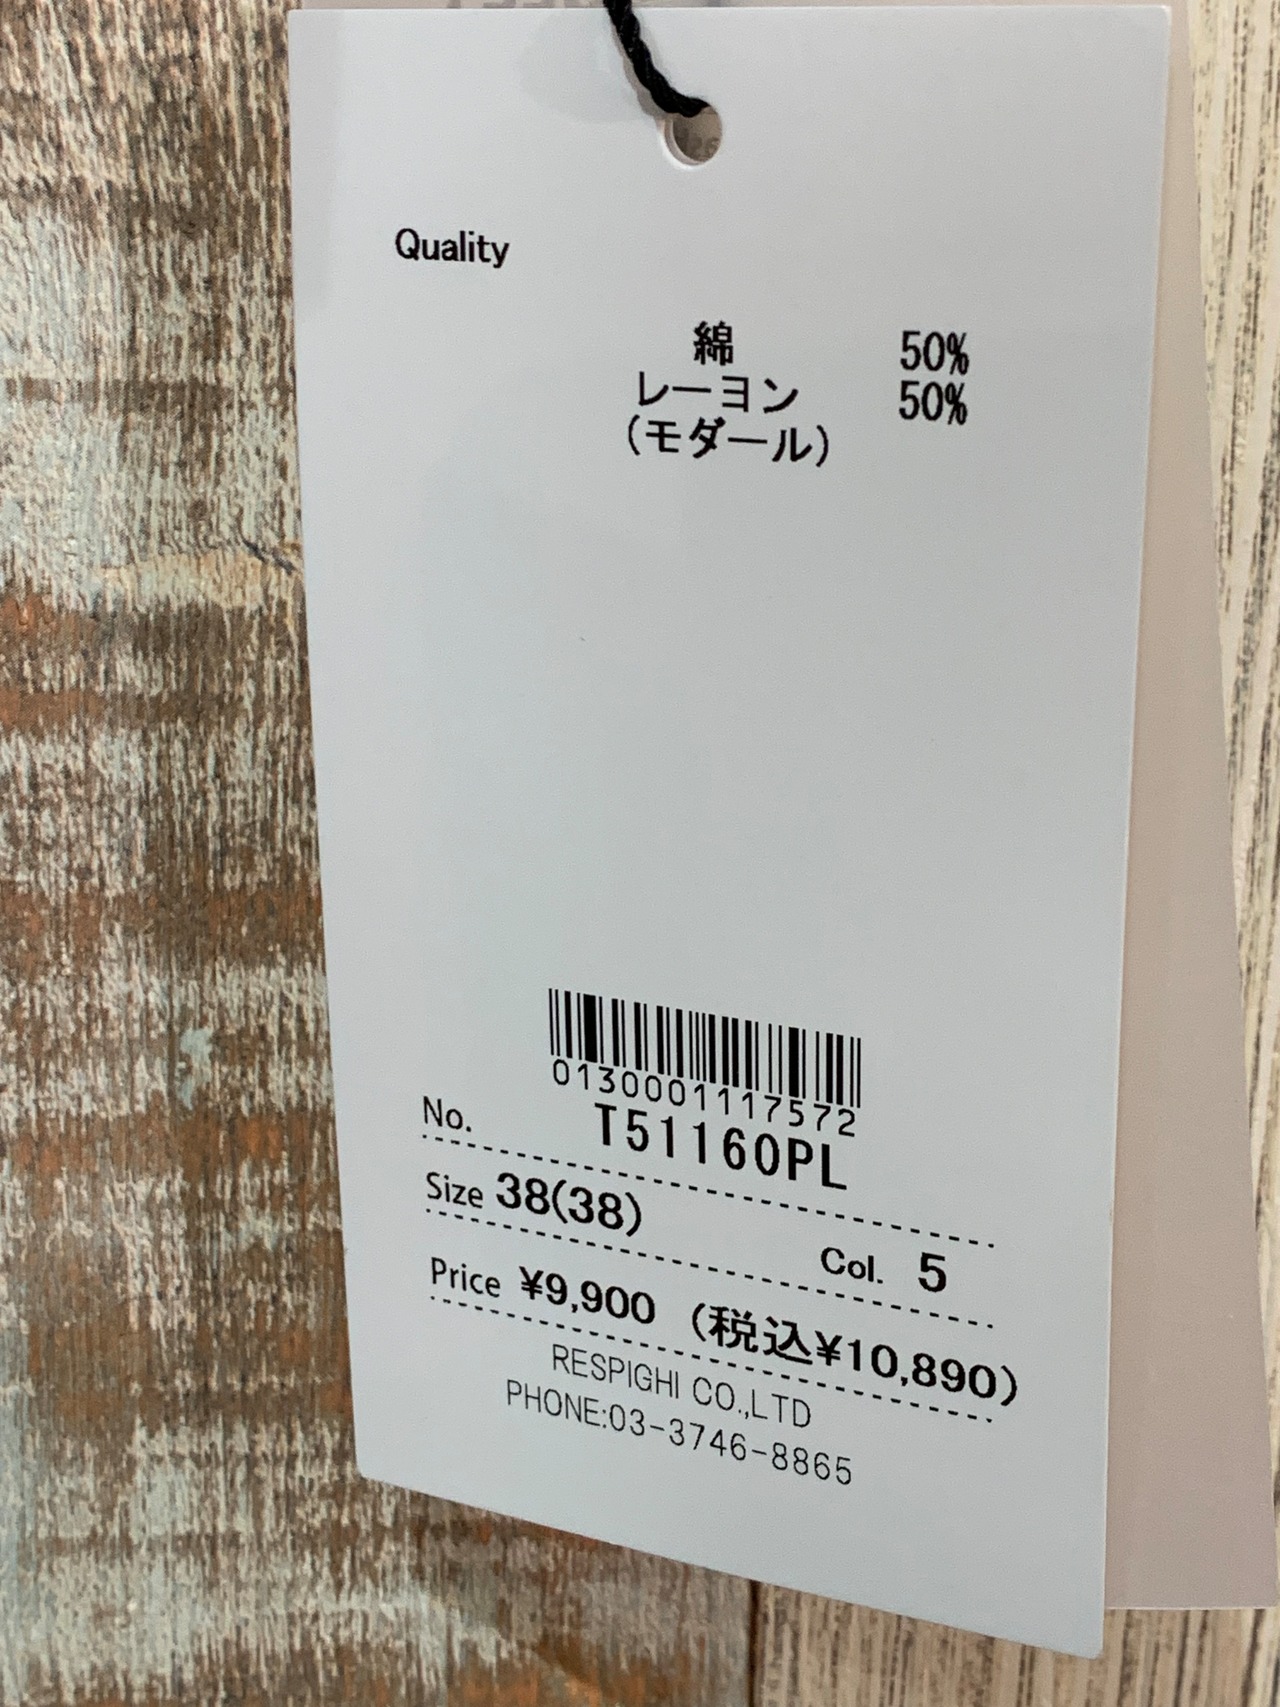 Quality
綿 50%
レーヨン 50%
(モダール)
0130001117572
No. T51160PL
Size 38(38)
Col. 5
Price ¥9,900 (税込¥10,890)
RESPIGHI CO.,LTD
PHONE:03-3746-8865